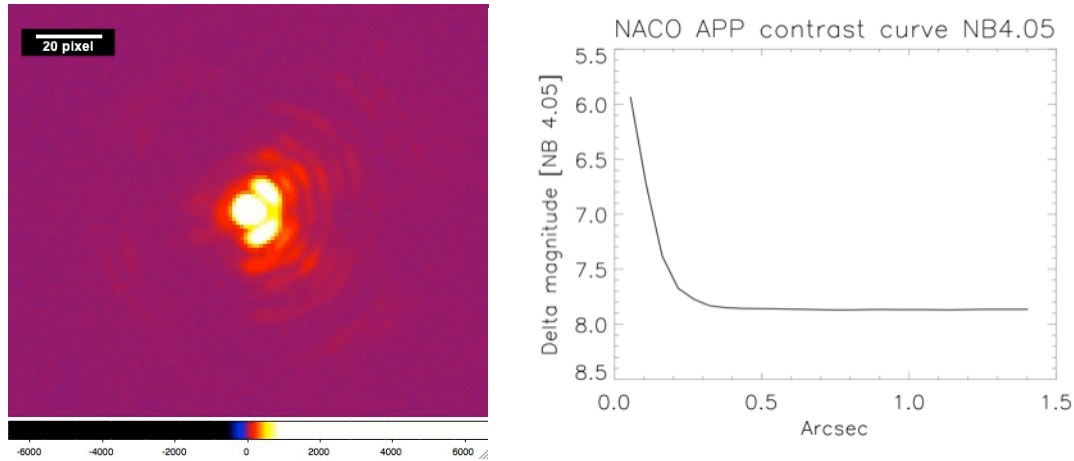 20 pixel
-6000 -4000 -2000 0 2000 4000 6000
NACO APP contrast curve NB4.05
Delta magnitude [NB 4.05]
5.5
6.0
6.5
7.0
7.5
8.0
8.5
0.0 0.5 1.0 1.5
Arcsec